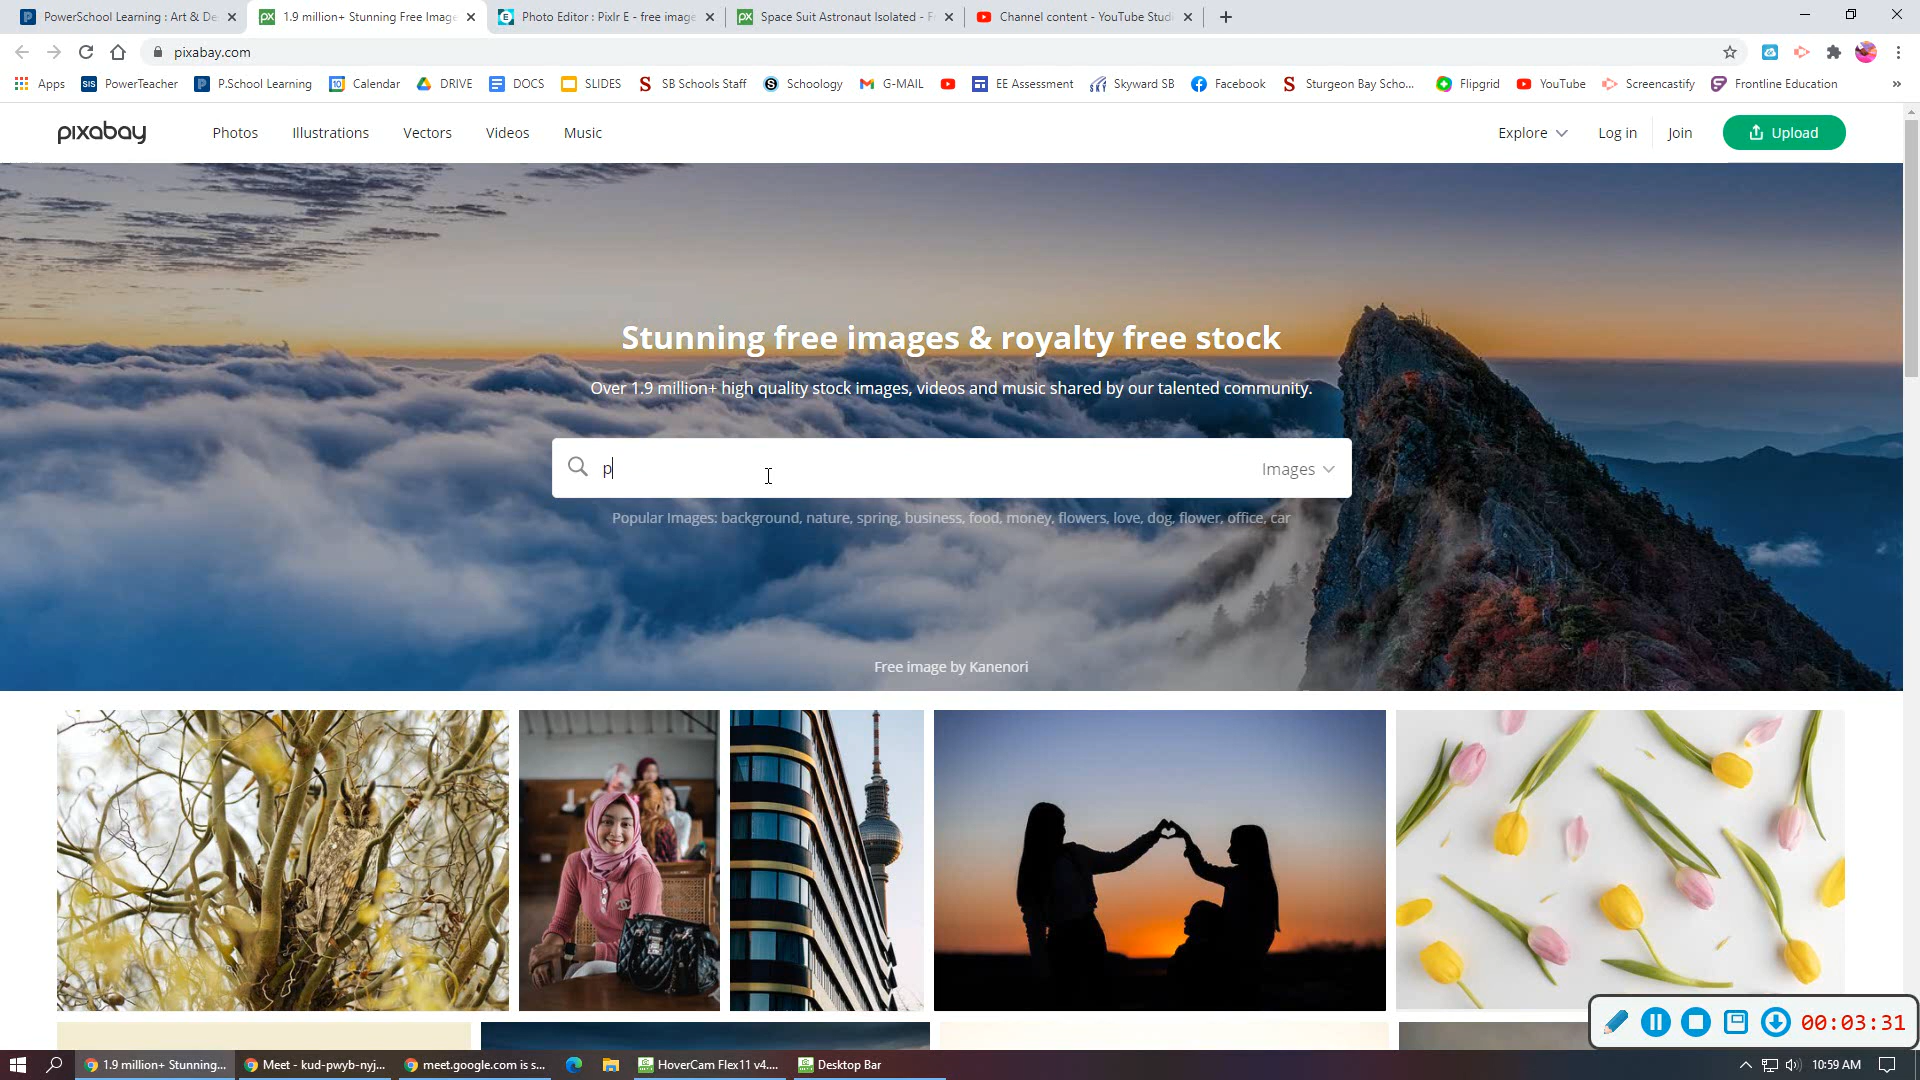 PowerSchool Learning : Art & De
1.9 million+ Stunning Free Image
Photo Editor : Pixlr E - free image
Space Suit Astronaut Isolated - F
Channel content - YouTube Studi
pixabay.com
Apps
SIS PowerTeacher
P.School Learning
10 Calendar
DRIVE
DOCS
SLIDES
S SB Schools Staff
S Schoology
G-MAIL
EE Assessment
Skyward SB
Facebook
S Sturgeon Bay Scho...
Flipgrid
YouTube
Screencastify
Frontline Education
»
pixabay
Photos
Illustrations
Vectors
Videos
Music
Explore
Log in
Join
Upload
Stunning free images & royalty free stock
Over 1.9 million+ high quality stock images, videos and music shared by our talented community.
p
Images
Popular Images: background, nature, spring, business, food, money, flowers, love, dog, flower, office, car
Free image by Kanenori
00:03:31
1.9 million+ Stunning...
Meet - kud-pwyb-nyj...
meet.google.com is s...
HoverCam Flex11 v4....
Desktop Bar
10:59 AM